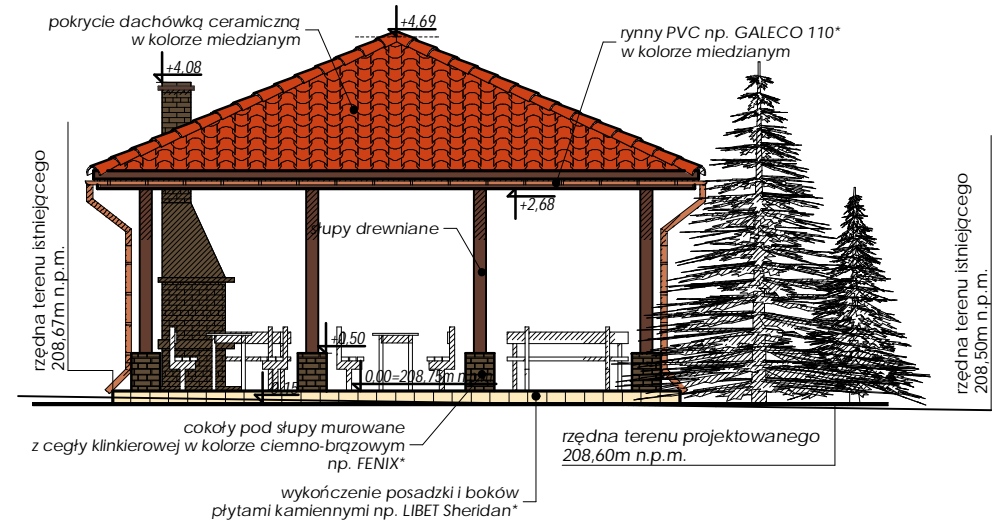 pokrycie dachówką ceramiczną
w kolorze miedzianym
+4,69
rynny PVC np. GALECO 110*
w kolorze miedzianym
+4,08
rzędna terenu istniejącego
208,67m n.p.m.
+2,68
słupy drewniane
rzędna terenu istniejącego
208,50m n.p.m.
+0,50
0.00=208,75m n.p.m.
cokoły pod słupy murowane
z cegły klinkierowej w kolorze ciemno-brązowym
np. FENIX*
rzędna terenu projektowanego
208,60m n.p.m.
wykończenie posadzki i boków
płytami kamiennymi np. LIBET Sheridan*